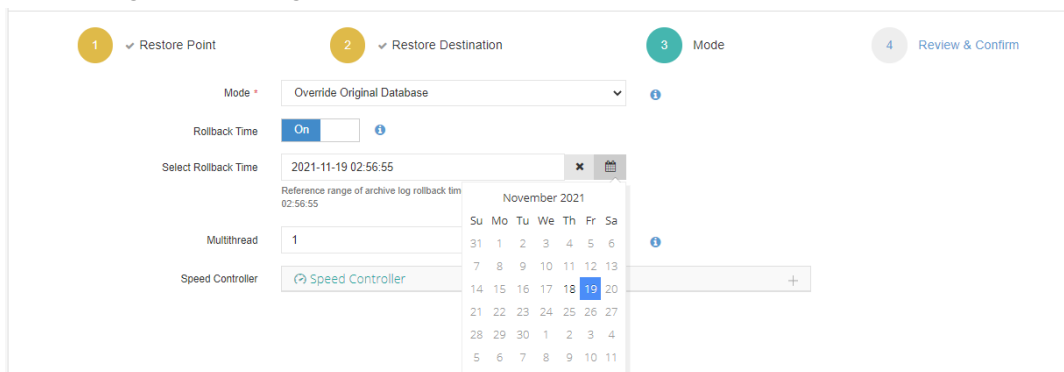 1 ✓ Restore Point 2 ✓ Restore Destination 3 Mode 4 Review & Confirm
Mode * Override Original Database
Rollback Time On
Select Rollback Time 2021-11-19 02:56:55
Reference range of archive log rollback tim
02:56:55
November 2021
Su Mo Tu We Th Fr Sa
Multithread 1
31 1 2 3 4 5 6
7 8 9 10 11 12 13
Speed Controller Speed Controller
14 15 16 17 18 19 20
21 22 23 24 25 26 27
28 29 30 1 2 3 4
5 6 7 8 9 10 11